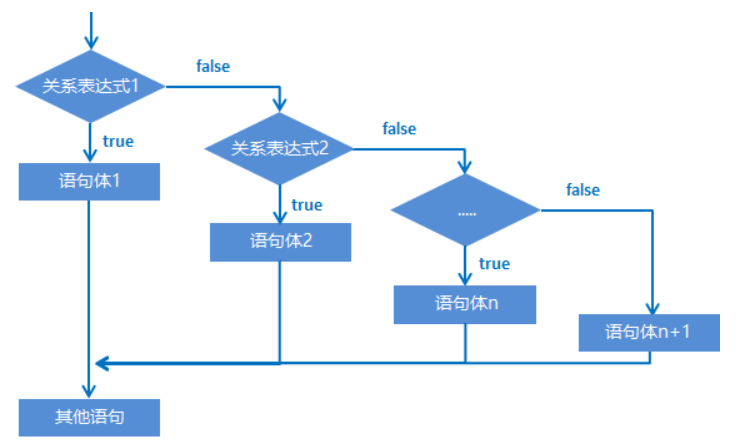 关系表达式1
false
true
语句体1
关系表达式2
false
true
语句体2
.....
false
true
语句体n
语句体n+1
其他语句